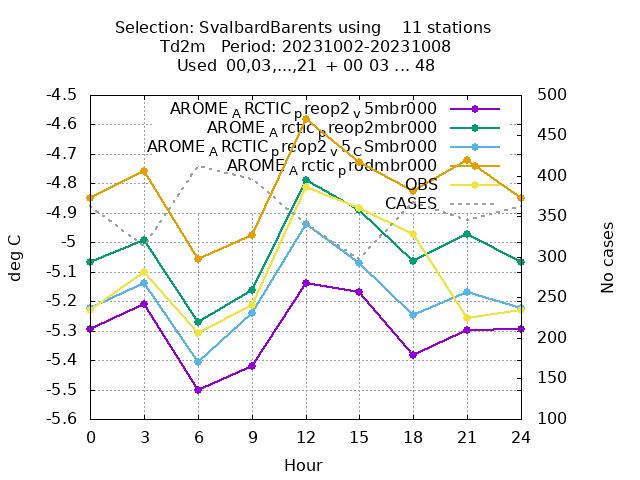 Selection: SvalbardBarents using    11 stations
Td2m   Period: 20231002-20231008
Used  00,03,...,21  + 00 03 ... 48
-4.5
-4.6
-4.7
-4.8
-4.9
-5
-5.1
-5.2
-5.3
-5.4
-5.5
-5.6
deg C
AROME_ARCTIC_preop2_v5mbr000
AROME_Arctic_preop2mbr000
AROME_ARCTIC_preop2_v5_CSmbr000
AROME_Arctic_prodmbr000
OBS
CASES
500
450
400
350
300
250
200
150
100
No cases
0 3 6 9 12 15 18 21 24
Hour